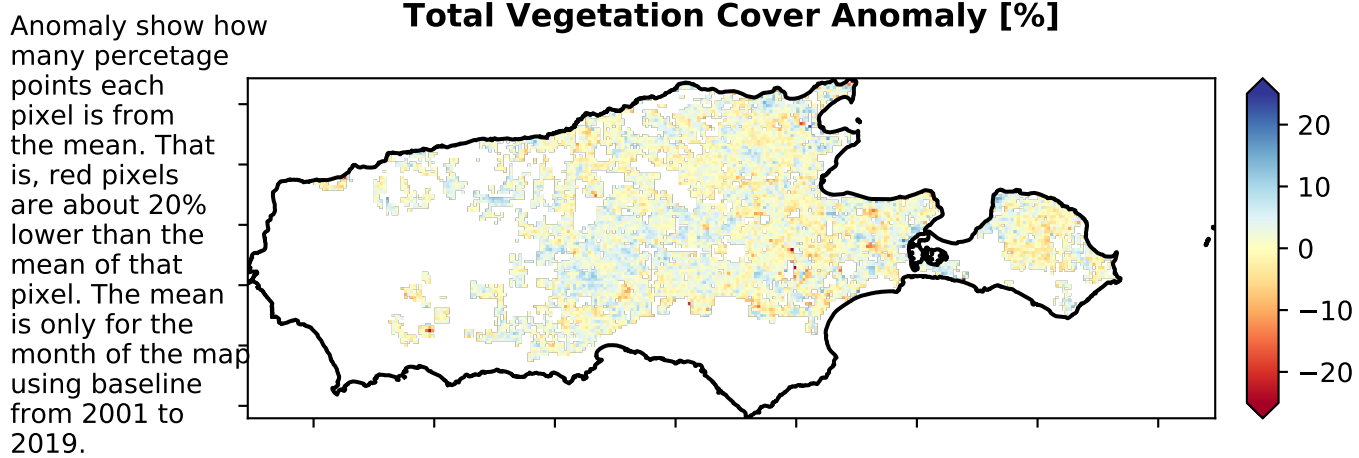 Total Vegetation Cover Anomaly [%]
Anomaly show how
many percetage
points each
pixel is from
the mean. That
is, red pixels
are about 20%
lower than the
mean of that
pixel. The mean
is only for the
month of the map
using baseline
from 2001 to
2019.
20
10
0
−10
−20